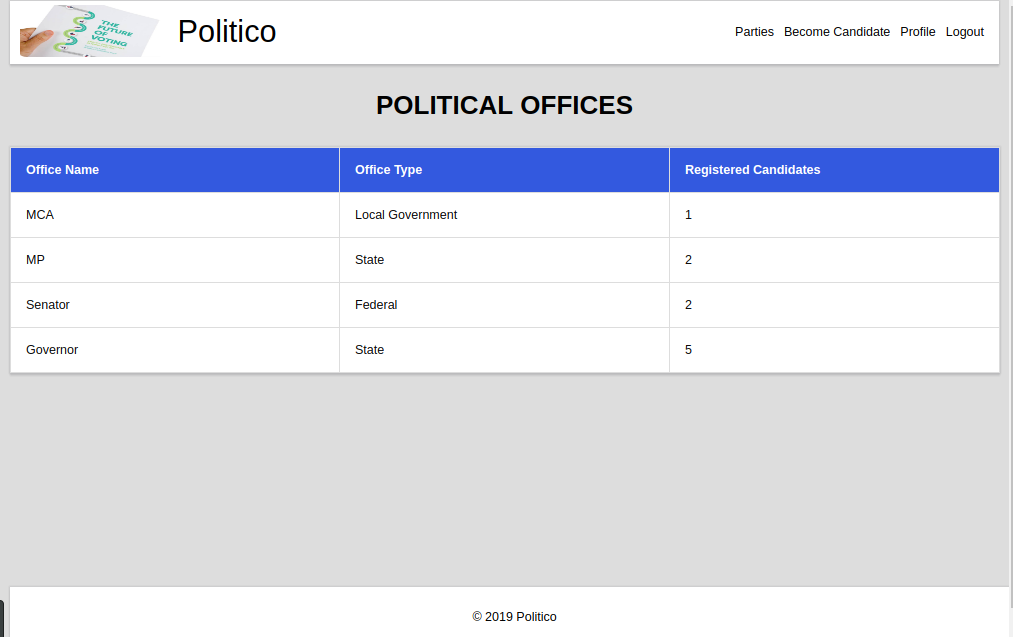 THE
FUTURE
OF
VOTING
Politico
Parties Become Candidate Profile Logout
POLITICAL OFFICES
Office Name Office Type Registered Candidates
MCA Local Government 1
MP State 2
Senator Federal 2
Governor State 5
© 2019 Politico